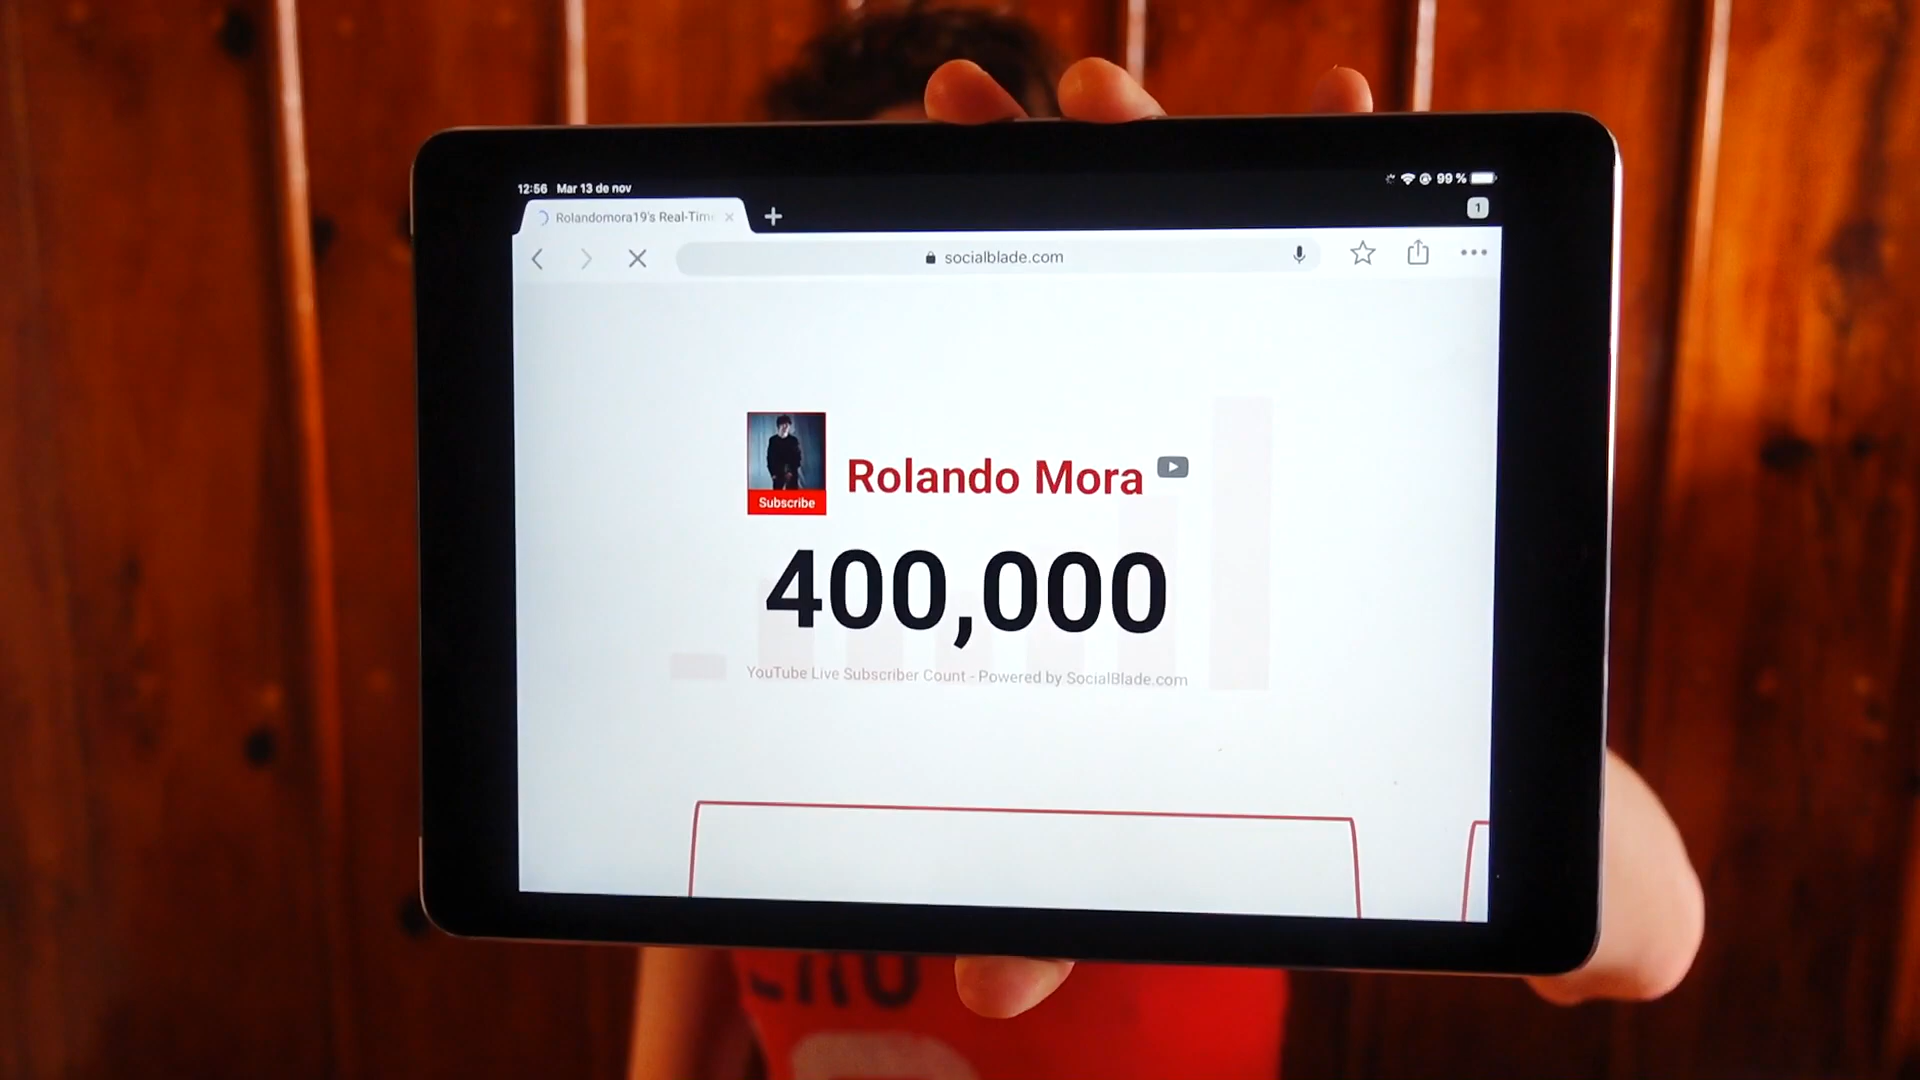 12:56 Mar 13 de nov
99 %
Rolandomora19's Real-Tim
1
socialblade.com
Rolando Mora
Subscribe
400,000
YouTube Live Subscriber Count - Powered by SocialBlade.com